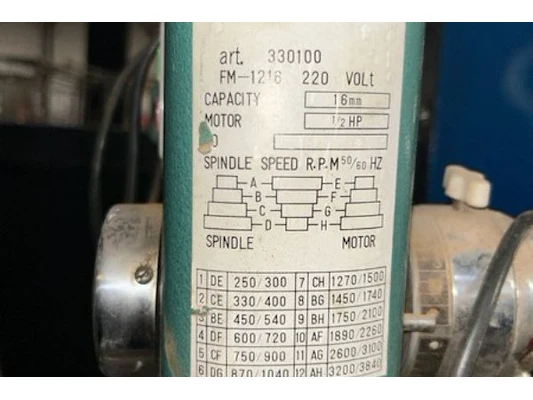 art. 330100
FM-1216 220 VOLT
CAPACITY 16mm
MOTOR 1/2 HP
SPINDLE SPEED R.P.M 50/60 HZ
A E
B F
C G
D H
SPINDLE MOTOR
1 DE 250/300 7 CH 1270/1500
2 CE 330/400 8 BG 1450/1740
3 BE 450/540 9 BH 1750/2100
4 DF 600/720 10 AF 1890/2260
5 CF 750/900 11 AG 2600/3100
6 DG 870/1040 12 AH 3200/3840